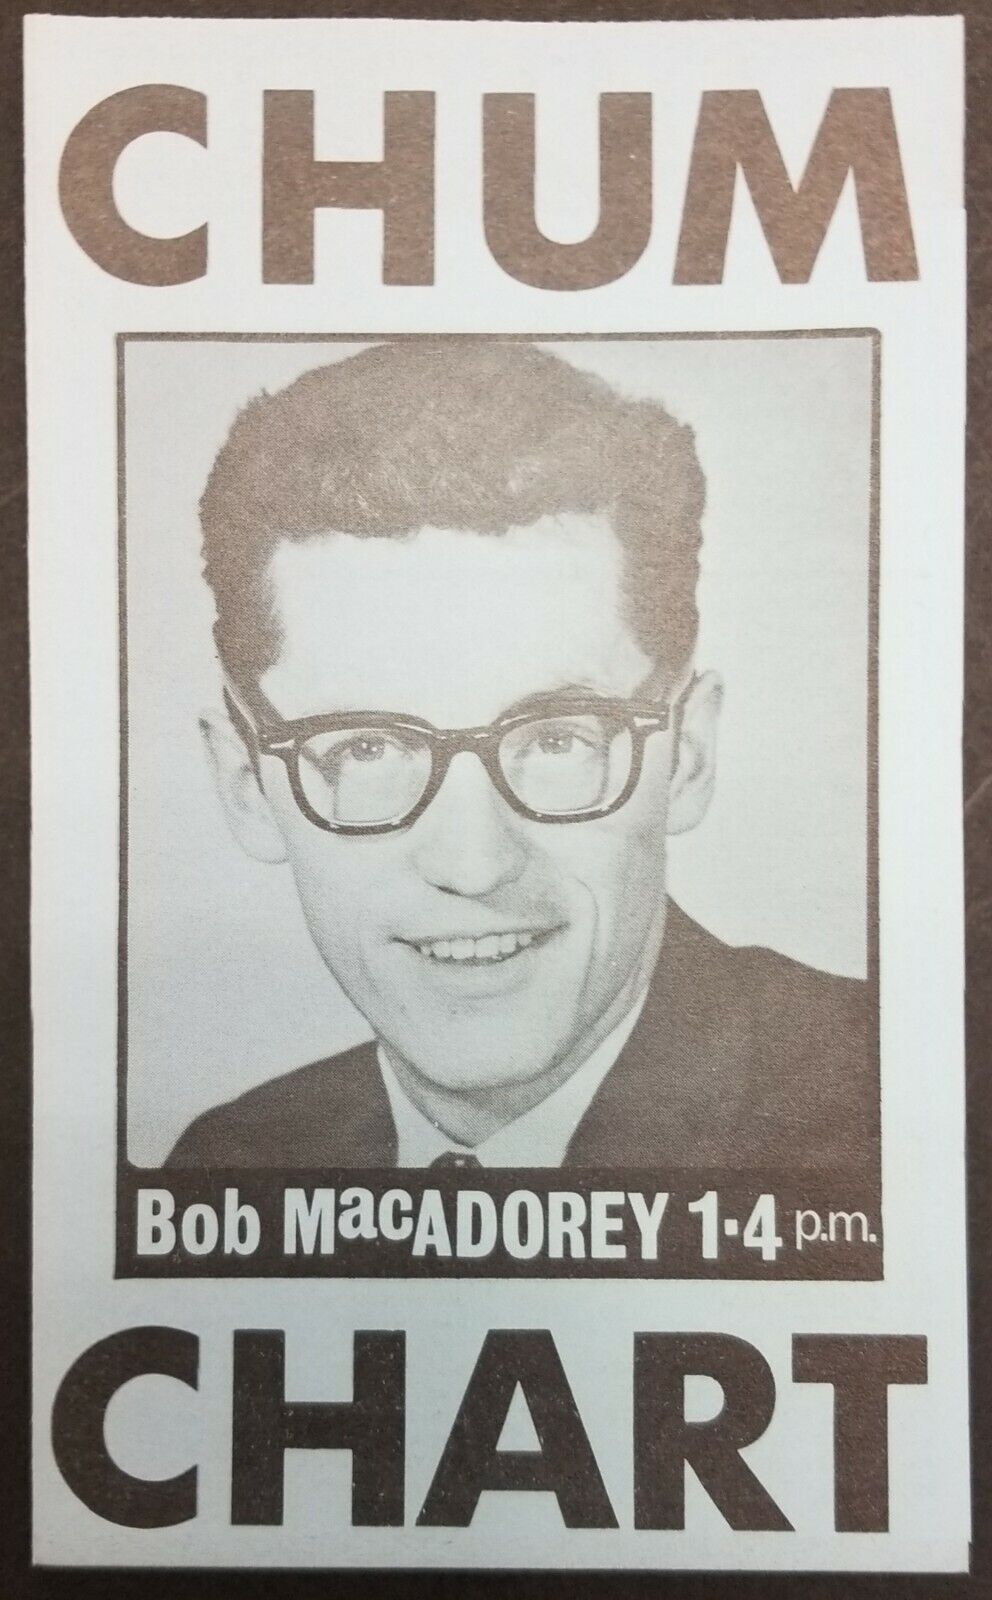 CHUM
Bob MacADOREY 1-4 p.m.
CHART